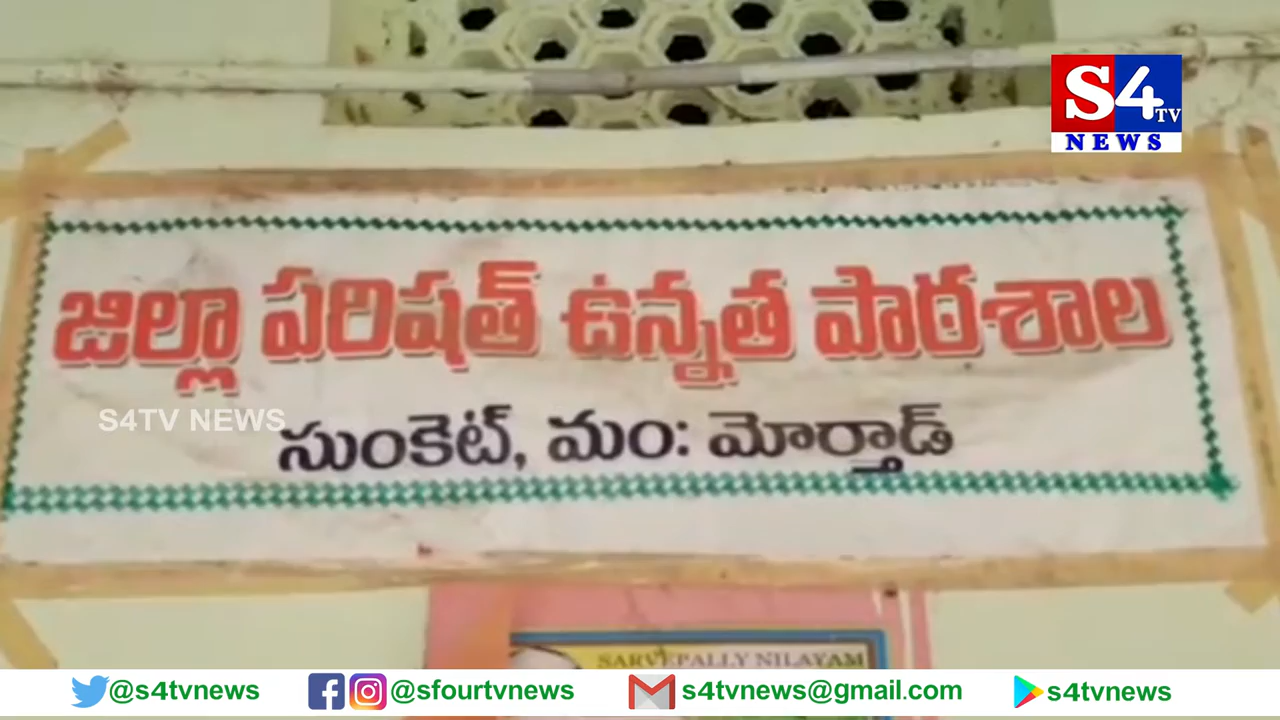 S4
TV
NEWS
జిల్లా పరిషత్ ఉన్నత పాఠశాల
S4TV NEWS
సుంకెట్, మం: మోర్తాడ్
SARVEPALLY NILAYAM
@s4tvnews @sfourtvnews s4tvnews@gmail.com s4tvnews